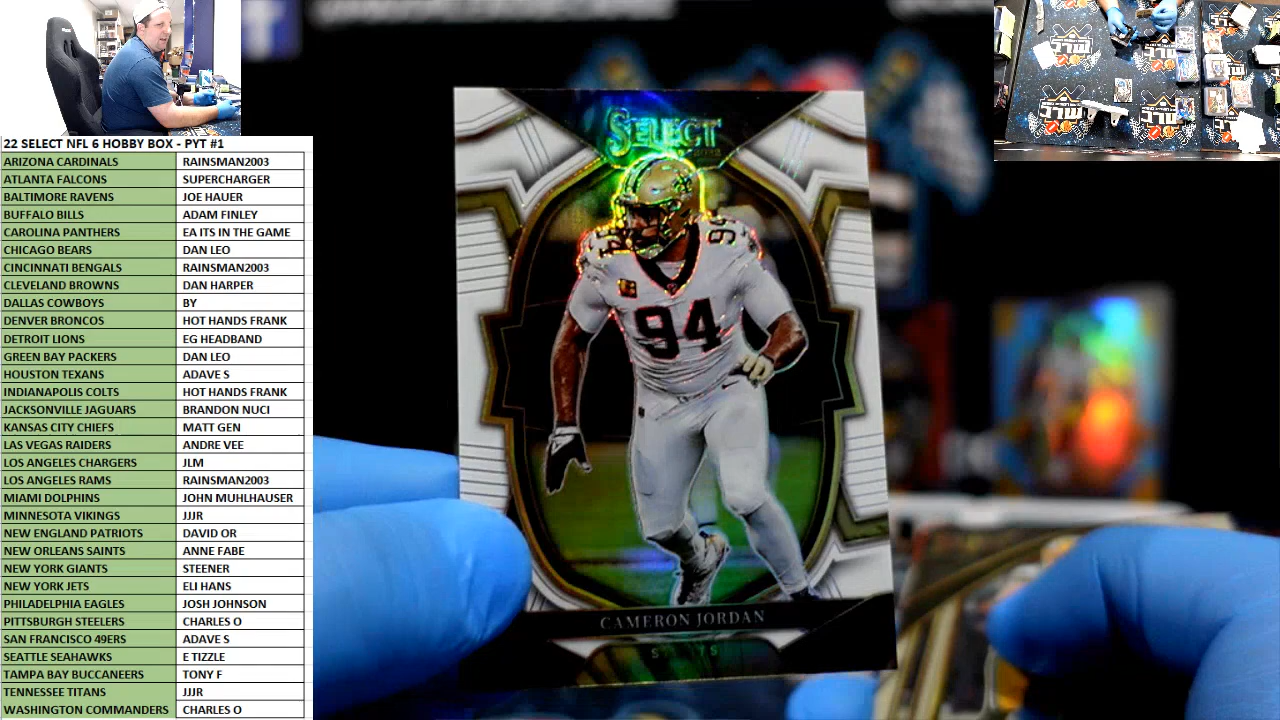 22 SELECT NFL 6 HOBBY BOX - PYT #1
ARIZONA CARDINALS RAINSMAN2003
ATLANTA FALCONS SUPERCHARGER
BALTIMORE RAVENS JOE HAUER
BUFFALO BILLS ADAM FINLEY
CAROLINA PANTHERS EA ITS IN THE GAME
CHICAGO BEARS DAN LEO
CINCINNATI BENGALS RAINSMAN2003
CLEVELAND BROWNS DAN HARPER
DALLAS COWBOYS BY
DENVER BRONCOS HOT HANDS FRANK
DETROIT LIONS EG HEADBAND
GREEN BAY PACKERS DAN LEO
HOUSTON TEXANS ADAVE S
INDIANAPOLIS COLTS HOT HANDS FRANK
JACKSONVILLE JAGUARS BRANDON NUCI
KANSAS CITY CHIEFS MATT GEN
LAS VEGAS RAIDERS ANDRE VEE
LOS ANGELES CHARGERS JLM
LOS ANGELES RAMS RAINSMAN2003
MIAMI DOLPHINS JOHN MUHLHAUSER
MINNESOTA VIKINGS JJJR
NEW ENGLAND PATRIOTS DAVID OR
NEW ORLEANS SAINTS ANNE FABE
NEW YORK GIANTS STEENER
NEW YORK JETS ELI HANS
PHILADELPHIA EAGLES JOSH JOHNSON
PITTSBURGH STEELERS CHARLES O
SAN FRANCISCO 49ERS ADAVE S
SEATTLE SEAHAWKS E TIZZLE
TAMPA BAY BUCCANEERS TONY F
TENNESSEE TITANS JJJR
WASHINGTON COMMANDERS CHARLES O
SELECT
2022
94
94
CAMERON JORDAN
SAINTS